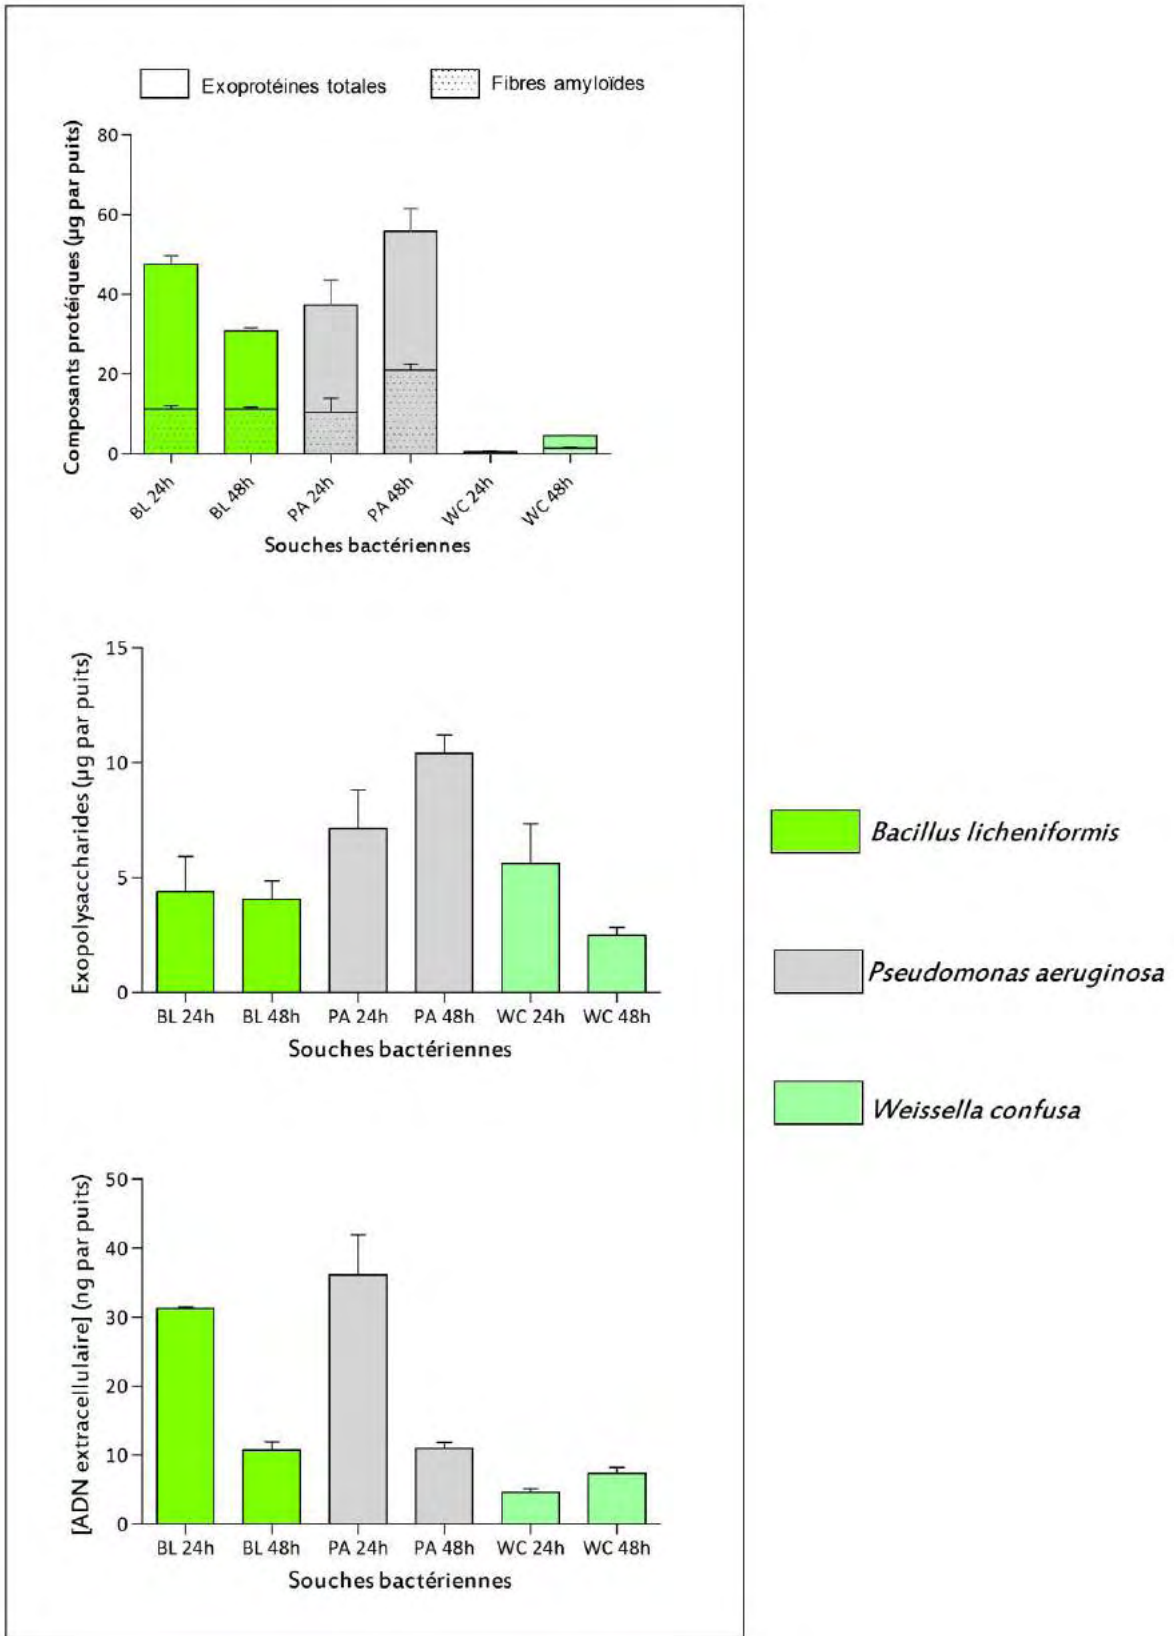 Exoprotéines totales
Fibres amyloïdes
Composants protéiques (µg par puits)
80
60
40
20
0
BL 24h
BL 48h
PA 24h
PA 48h
WC 24h
WC 48h
Souches bactériennes
Exopolysaccharides (µg par puits)
15
10
5
0
BL 24h
BL 48h
PA 24h
PA 48h
WC 24h
WC 48h
Souches bactériennes
Bacillus licheniformis
Pseudomonas aeruginosa
Weissella confusa
[ADN extracellulaire] (ng par puits)
50
40
30
20
10
0
BL 24h
BL 48h
PA 24h
PA 48h
WC 24h
WC 48h
Souches bactériennes